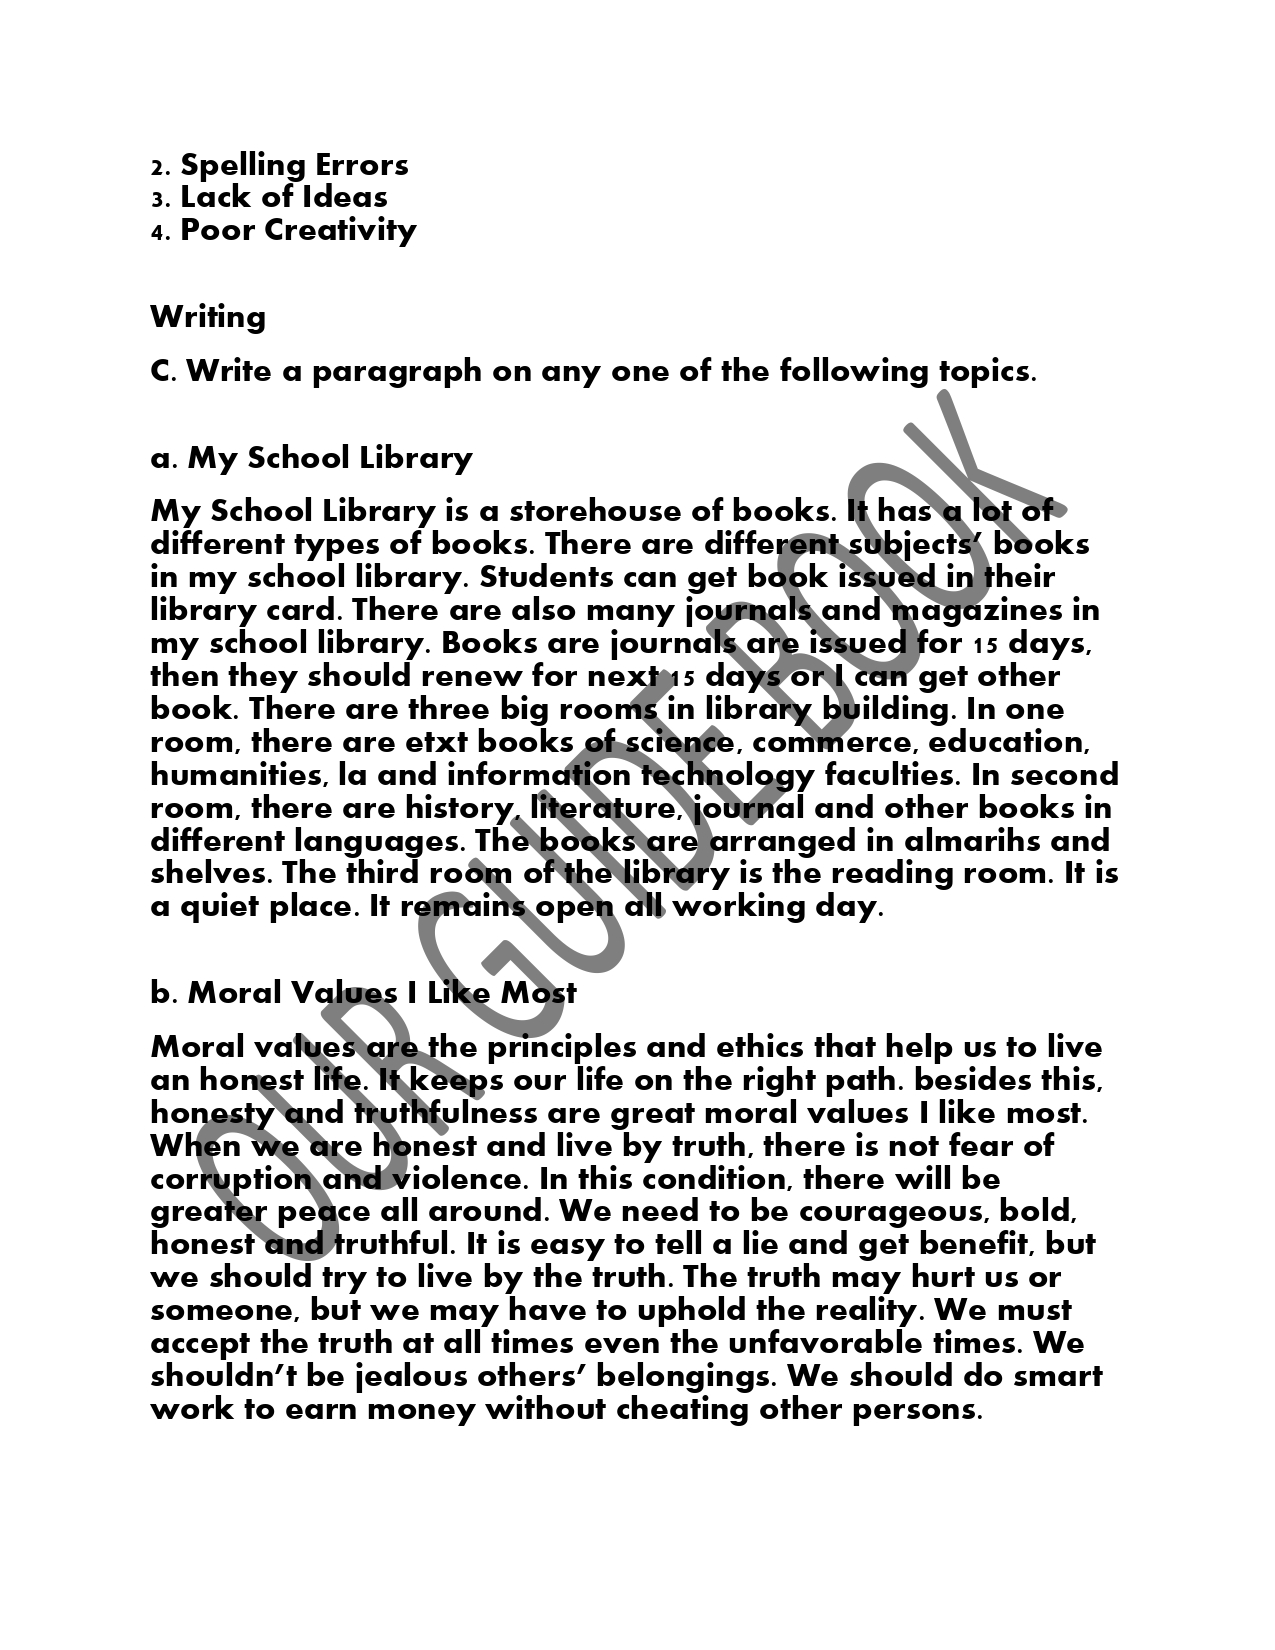 2. Spelling Errors
3. Lack of Ideas
4. Poor Creativity
Writing
C. Write a paragraph on any one of the following topics.
a. My School Library
My School Library is a storehouse of books. It has a lot of
different types of books. There are different subjects’ books
in my school library. Students can get book issued in their
library card. There are also many journals and magazines in
my school library. Books are journals are issued for 15 days,
then they should renew for next 15 days or I can get other
book. There are three big rooms in library building. In one
room, there are etxt books of science, commerce, education,
humanities, la and information technology faculties. In second
room, there are history, literature, journal and other books in
different languages. The books are arranged in almarihs and
shelves. The third room of the library is the reading room. It is
a quiet place. It remains open all working day.
b. Moral Values I Like Most
Moral values are the principles and ethics that help us to live
an honest life. It keeps our life on the right path. besides this,
honesty and truthfulness are great moral values I like most.
When we are honest and live by truth, there is not fear of
corruption and violence. In this condition, there will be
greater peace all around. We need to be courageous, bold,
honest and truthful. It is easy to tell a lie and get benefit, but
we should try to live by the truth. The truth may hurt us or
someone, but we may have to uphold the reality. We must
accept the truth at all times even the unfavorable times. We
shouldn’t be jealous others’ belongings. We should do smart
work to earn money without cheating other persons.
OUR GUIDE BOOK